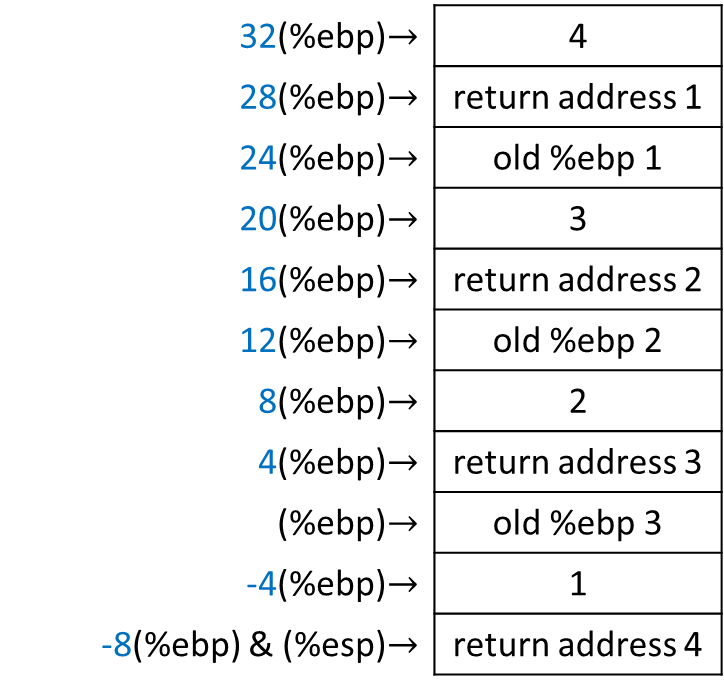 32(%ebp)→ 4
28(%ebp)→ return address 1
24(%ebp)→ old %ebp 1
20(%ebp)→ 3
16(%ebp)→ return address 2
12(%ebp)→ old %ebp 2
8(%ebp)→ 2
4(%ebp)→ return address 3
(%ebp)→ old %ebp 3
-4(%ebp)→ 1
-8(%ebp) & (%esp)→ return address 4